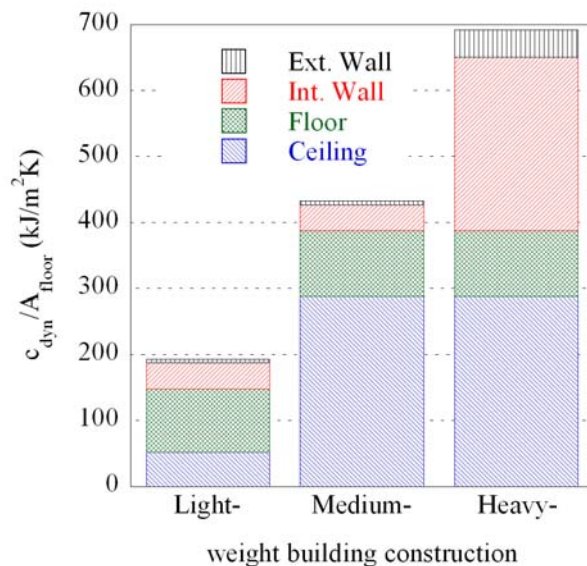 700
600
500
400
300
200
100
0
c_dyn/A_floor (kJ/m²K)
Ext. Wall
Int. Wall
Floor
Ceiling
Light- Medium- Heavy-
weight building construction